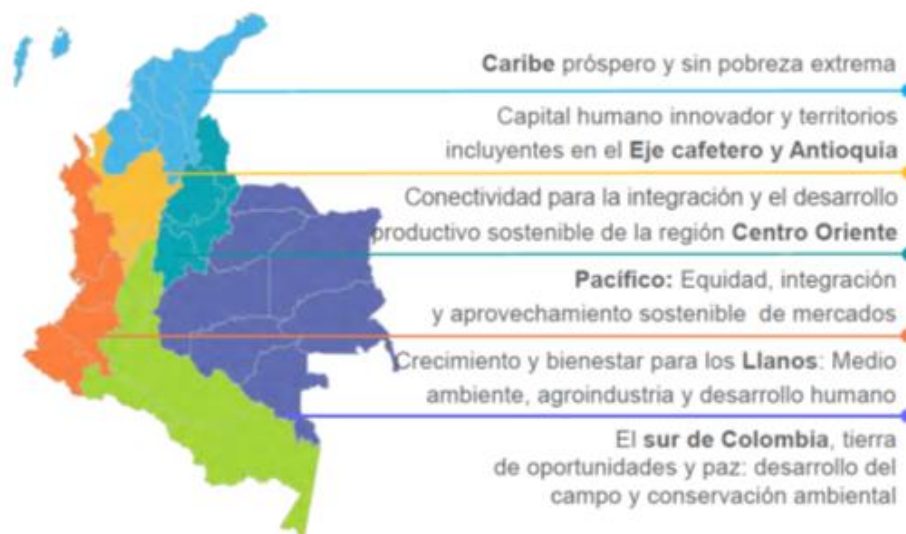 Caribe próspero y sin pobreza extrema
Capital humano innovador y territorios
incluyentes en el Eje cafetero y Antioquia
Conectividad para la integración y el desarrollo
productivo sostenible de la región Centro Oriente
Pacífico: Equidad, integración
y aprovechamiento sostenible de mercados
Crecimiento y bienestar para los Llanos: Medio
ambiente, agroindustria y desarrollo humano
El sur de Colombia, tierra
de oportunidades y paz: desarrollo del
campo y conservación ambiental